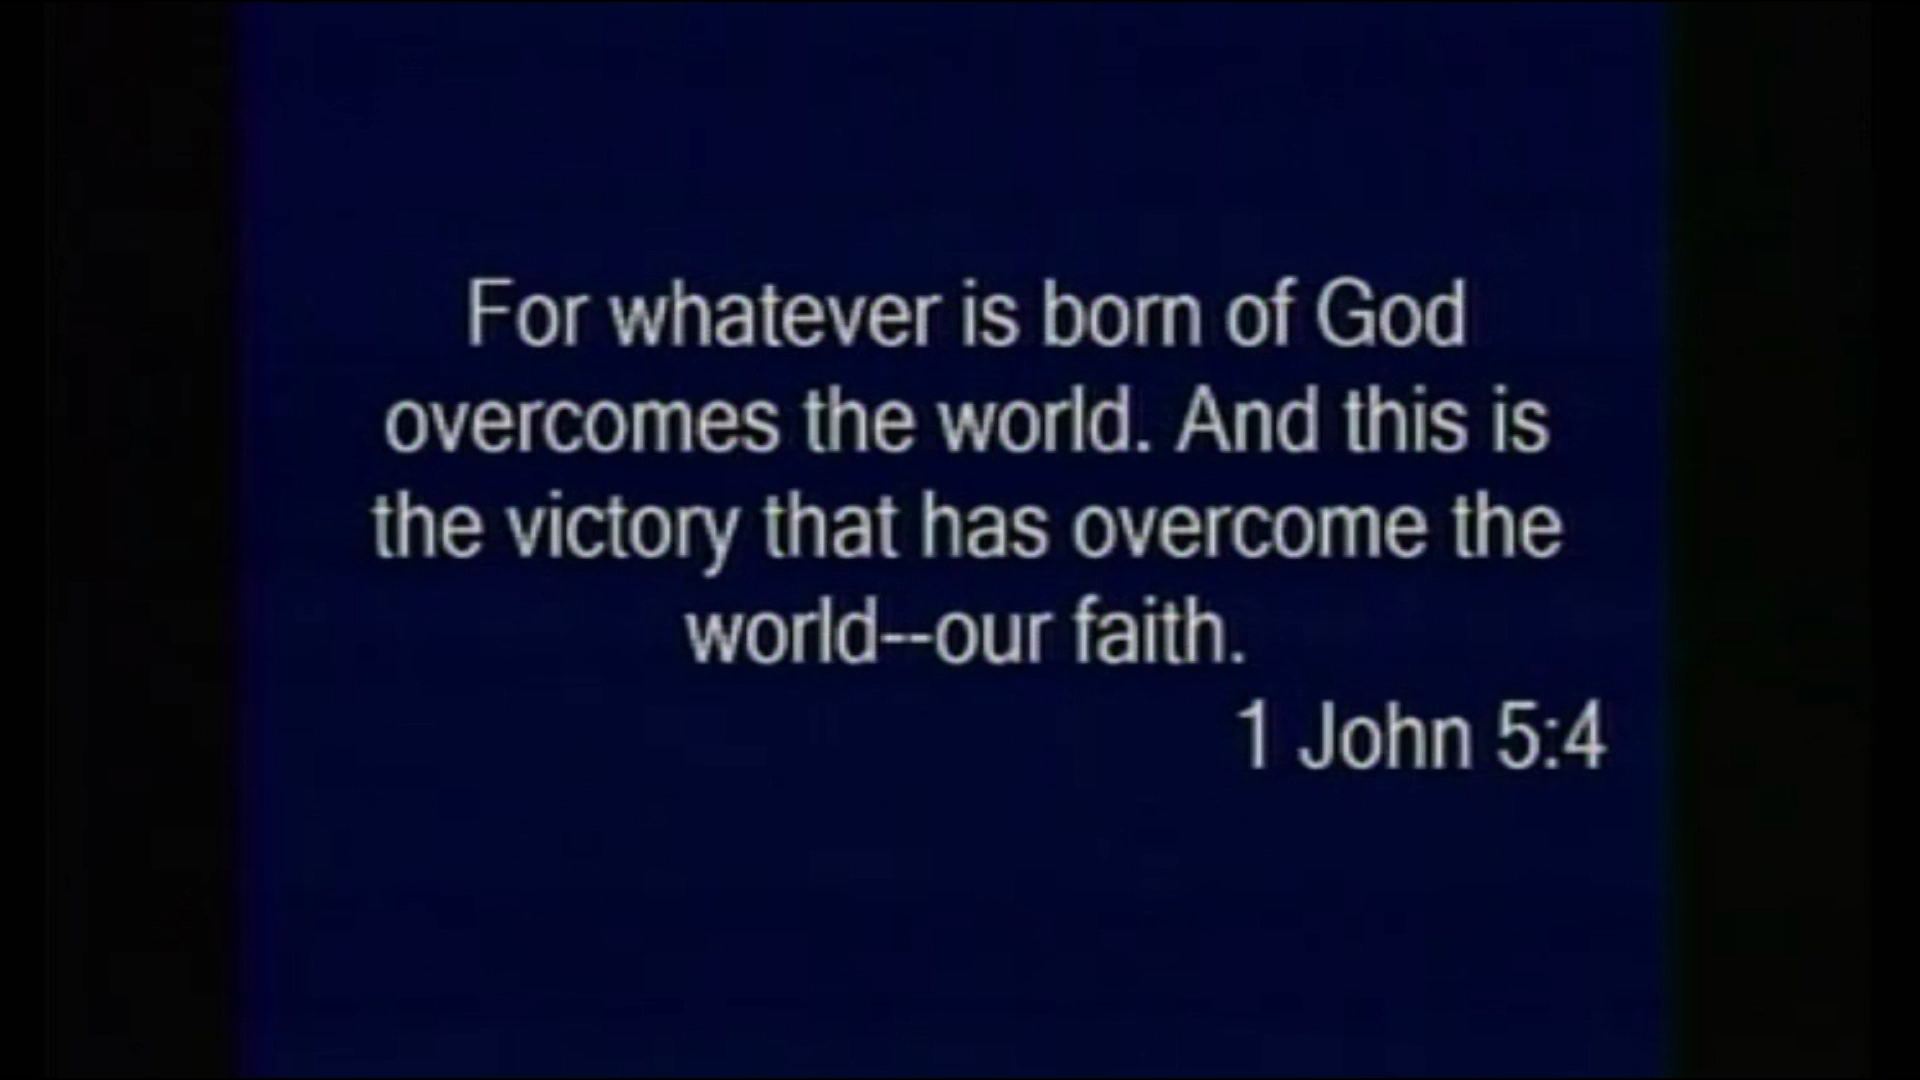 For whatever is born of God
overcomes the world. And this is
the victory that has overcome the
world--our faith.
1 John 5:4